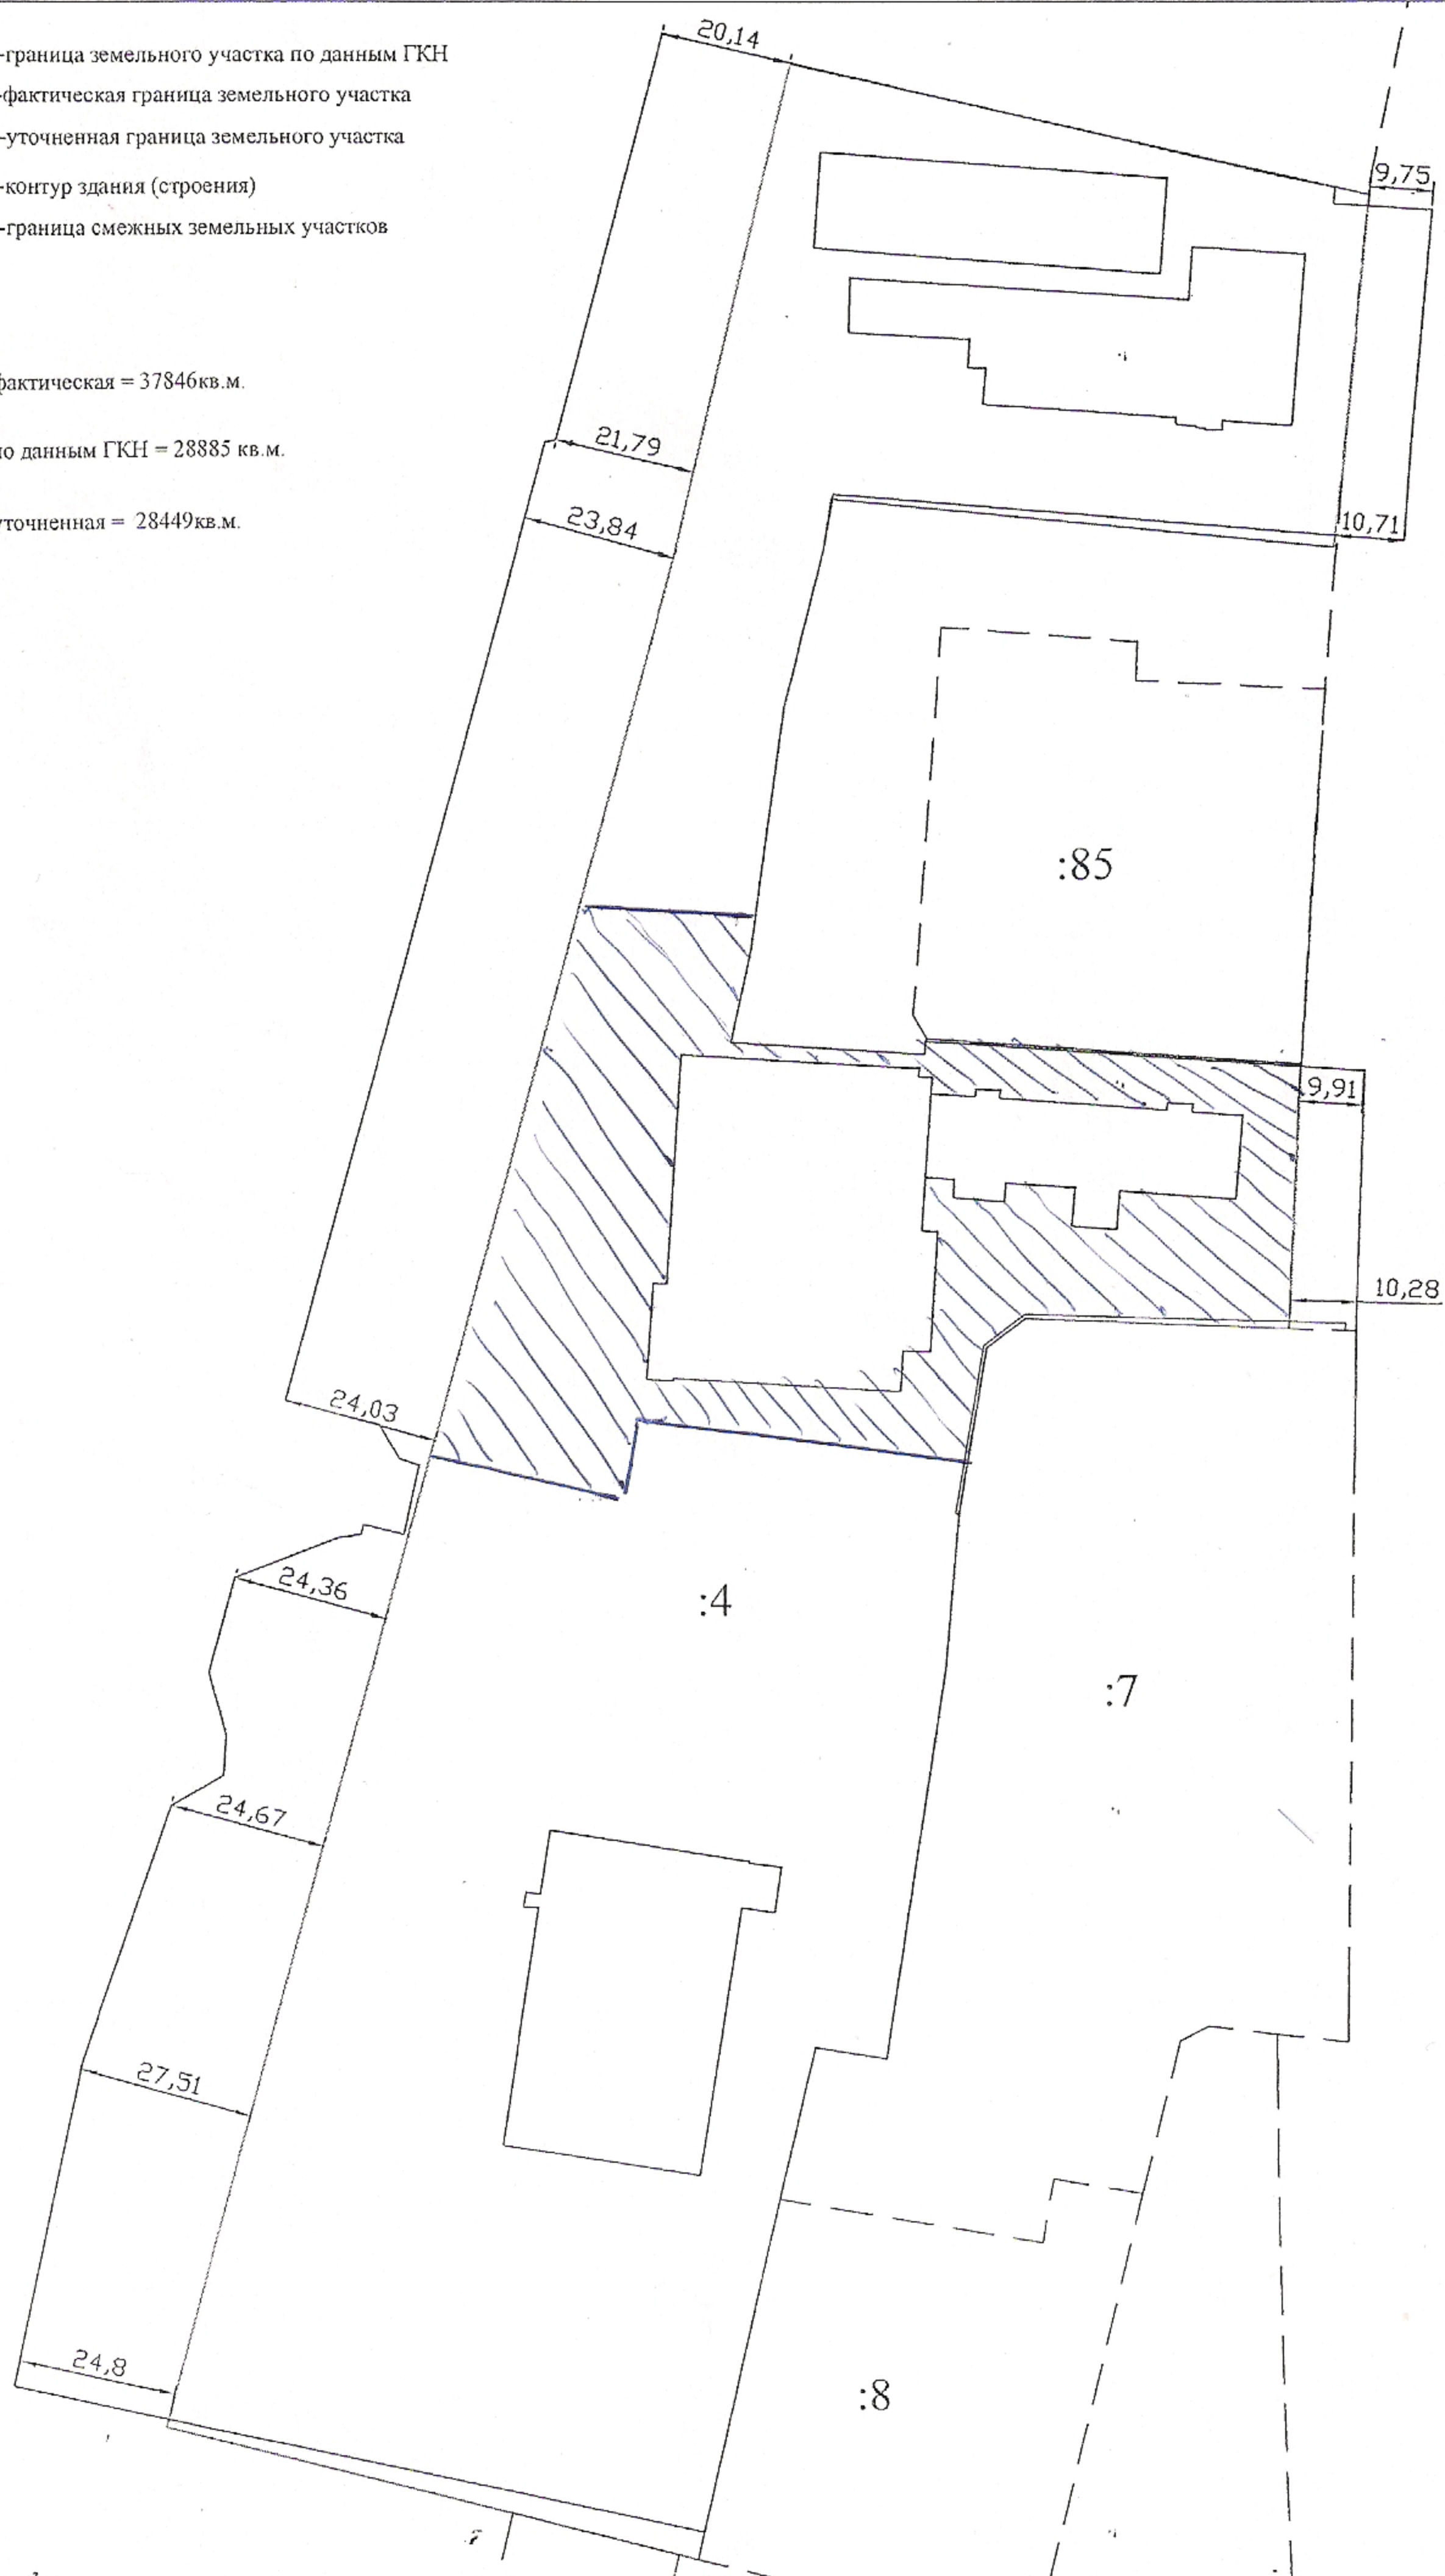 -граница земельного участка по данным ГКН
-фактическая граница земельного участка
-уточненная граница земельного участка
-контур здания (строения)
-граница смежных земельных участков
фактическая = 37846кв.м.
по данным ГКН = 28885 кв.м.
уточненная = 28449кв.м.
20,14
9,75
21,79
23,84
10,71
:85
9,91
10,28
24,03
24,36
:4
:7
24,67
27,51
24,8
:8